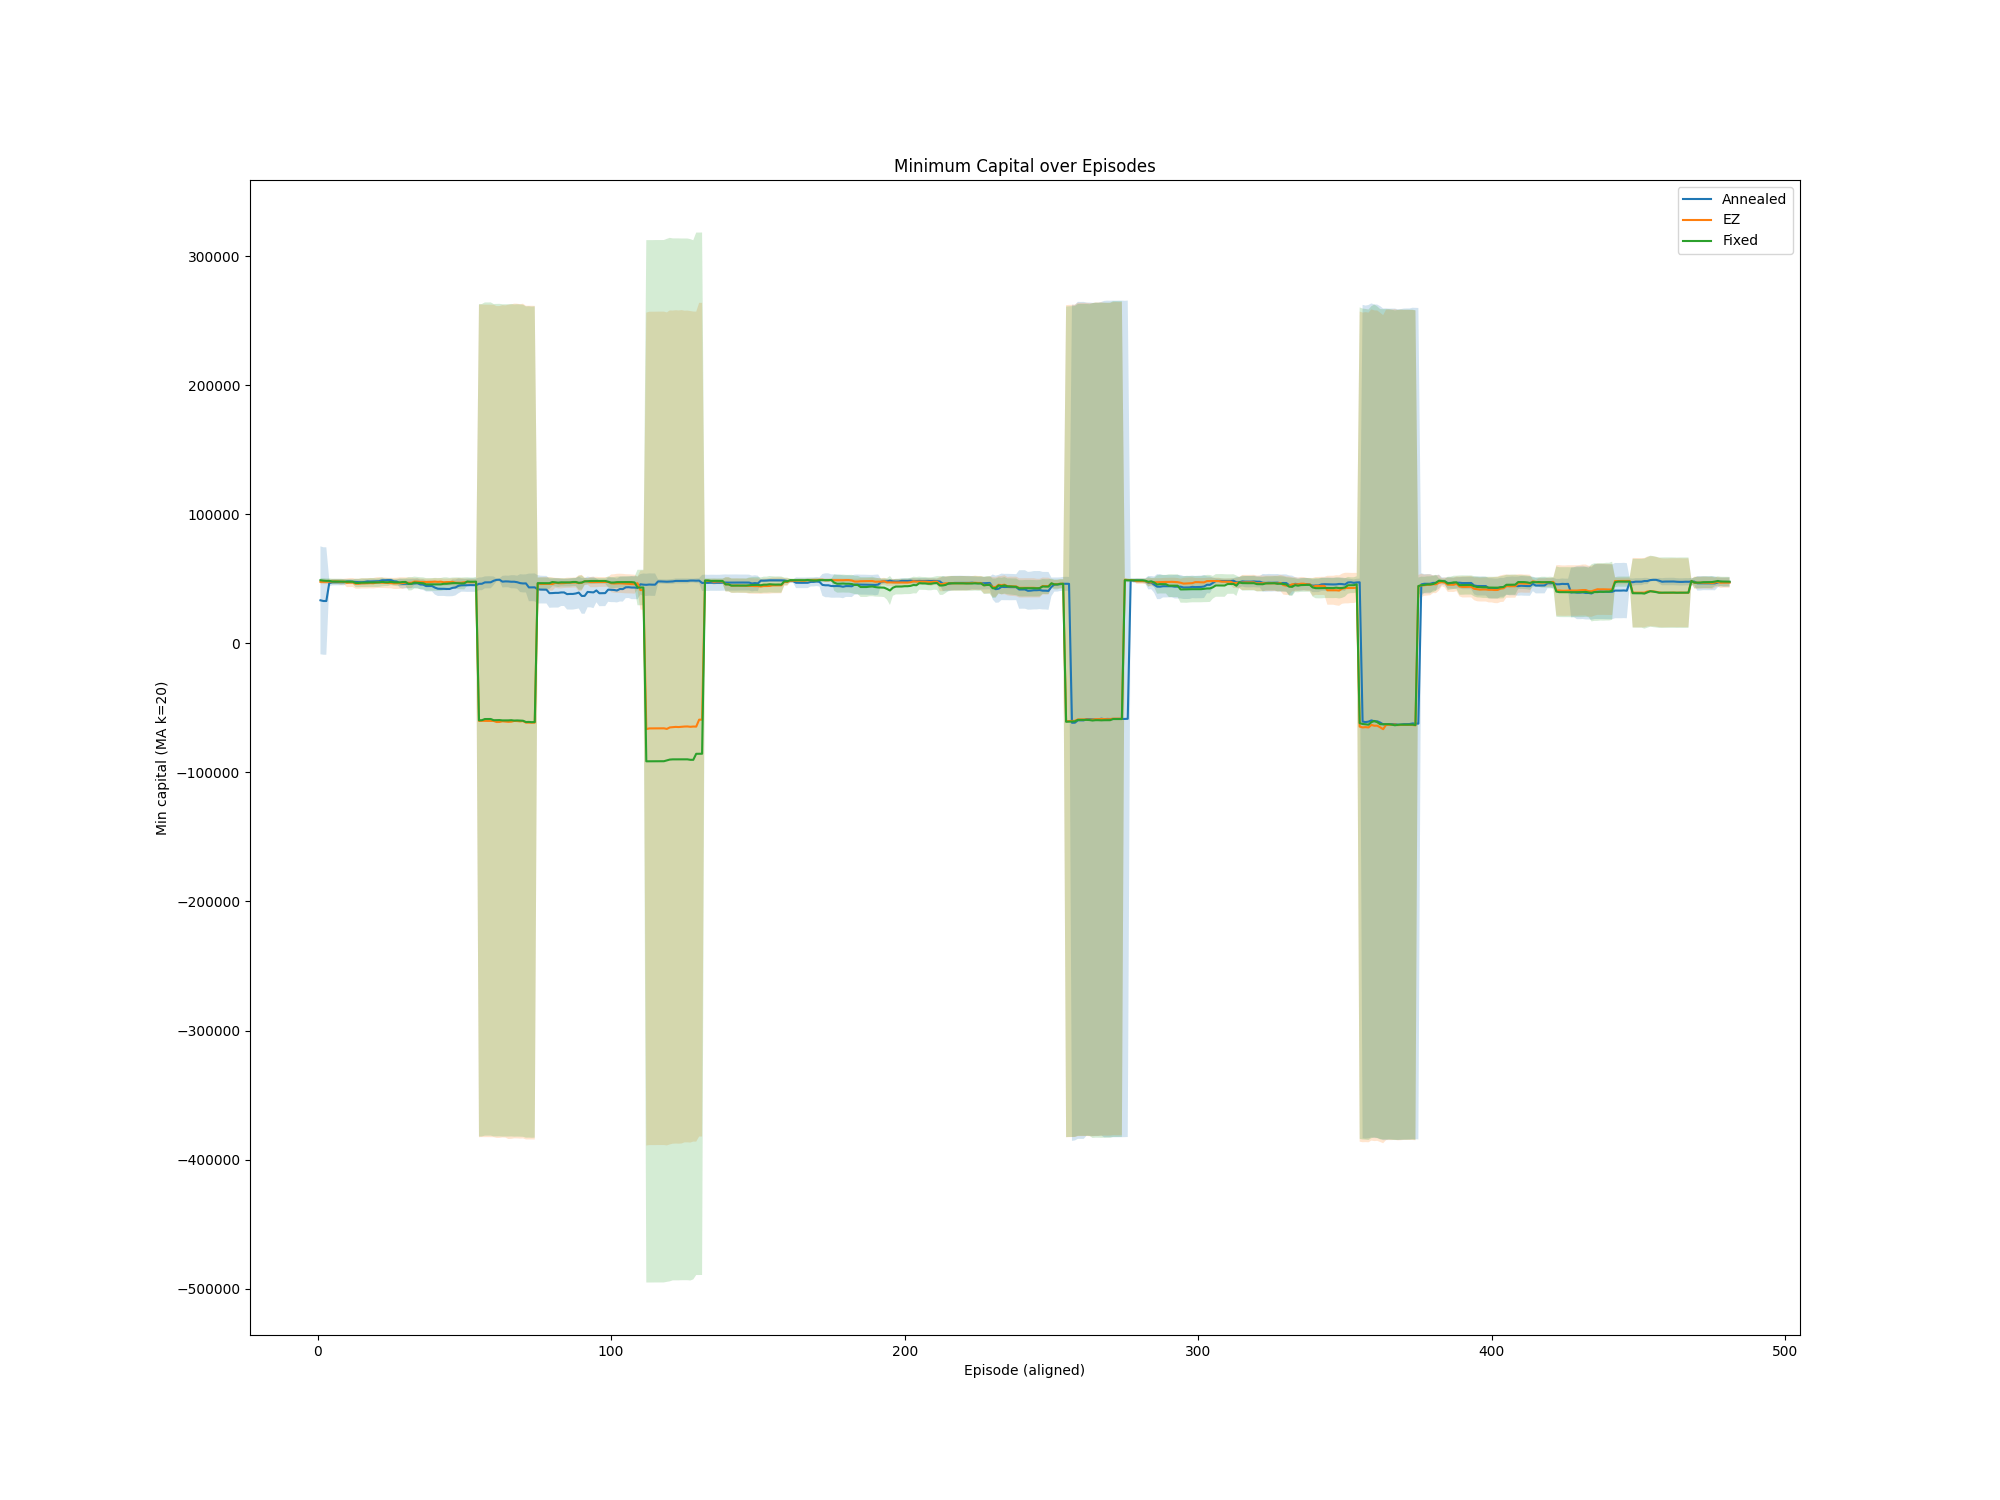 Minimum Capital over Episodes
Annealed
EZ
Fixed
300000
200000
100000
0
−100000
−200000
−300000
−400000
−500000
Min capital (MA k=20)
0 100 200 300 400 500
Episode (aligned)